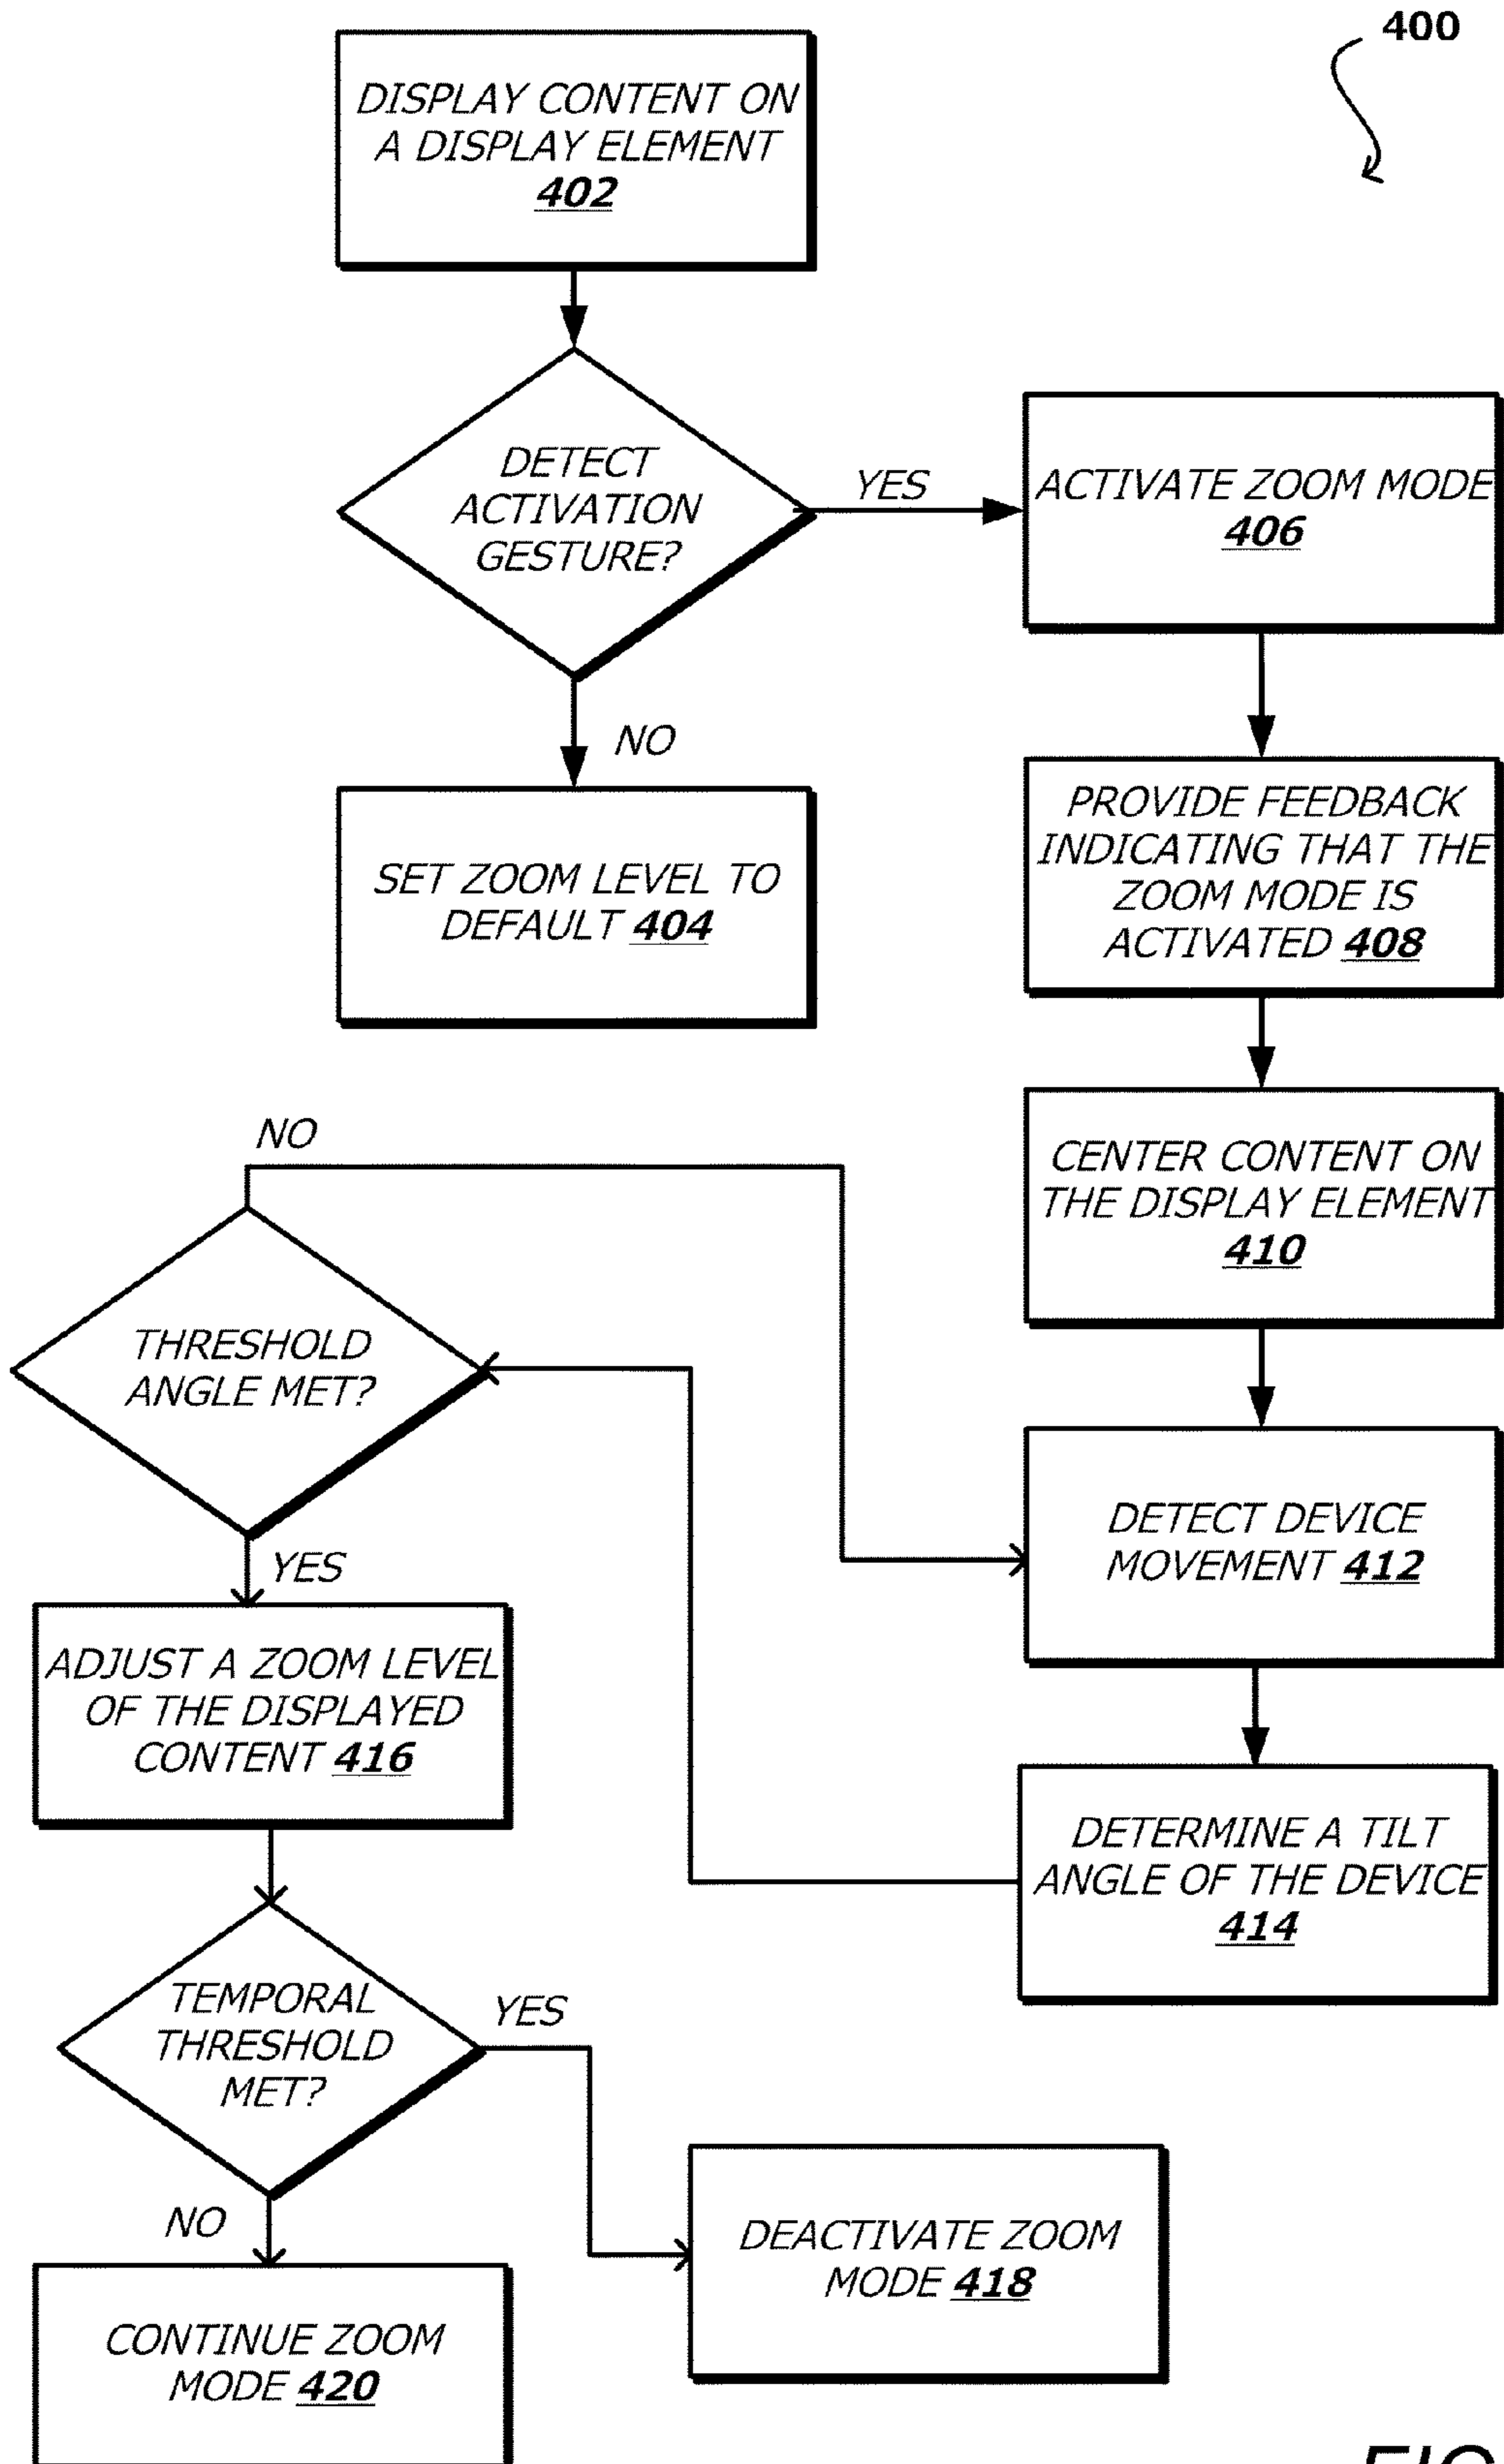 400
DISPLAY CONTENT ON
A DISPLAY ELEMENT
402
DETECT
ACTIVATION
GESTURE?
YES
ACTIVATE ZOOM MODE
406
NO
SET ZOOM LEVEL TO
DEFAULT 404
PROVIDE FEEDBACK
INDICATING THAT THE
ZOOM MODE IS
ACTIVATED 408
CENTER CONTENT ON
THE DISPLAY ELEMENT
410
NO
THRESHOLD
ANGLE MET?
YES
DETECT DEVICE
MOVEMENT 412
ADJUST A ZOOM LEVEL
OF THE DISPLAYED
CONTENT 416
DETERMINE A TILT
ANGLE OF THE DEVICE
414
TEMPORAL
THRESHOLD
MET?
YES
NO
DEACTIVATE ZOOM
MODE 418
CONTINUE ZOOM
MODE 420